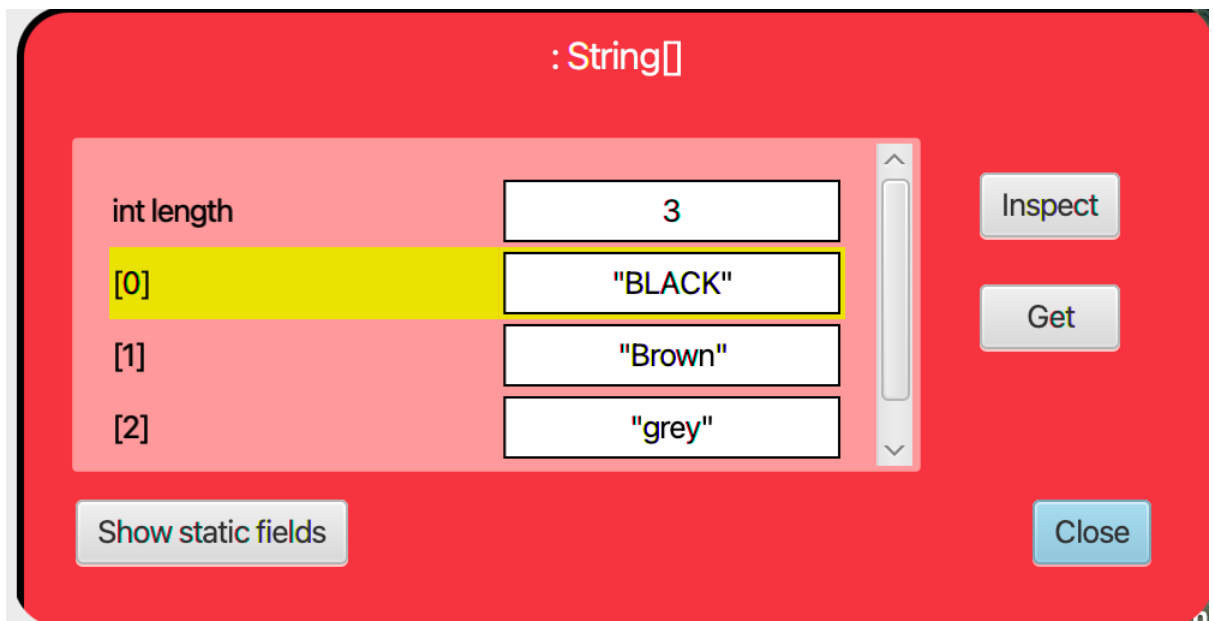 : String[]
int length 3
Inspect
[0] "BLACK"
Get
[1] "Brown"
[2] "grey"
Show static fields Close